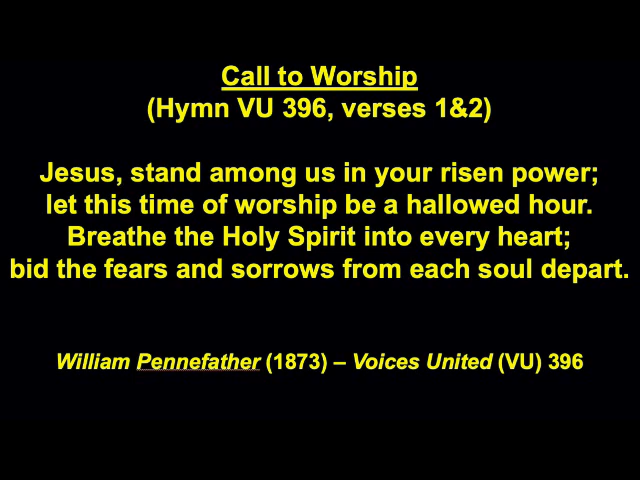 Call to Worship
(Hymn VU 396, verses 1&2)
Jesus, stand among us in your risen power;
let this time of worship be a hallowed hour.
Breathe the Holy Spirit into every heart;
bid the fears and sorrows from each soul depart.
William Pennefather (1873) – Voices United (VU) 396